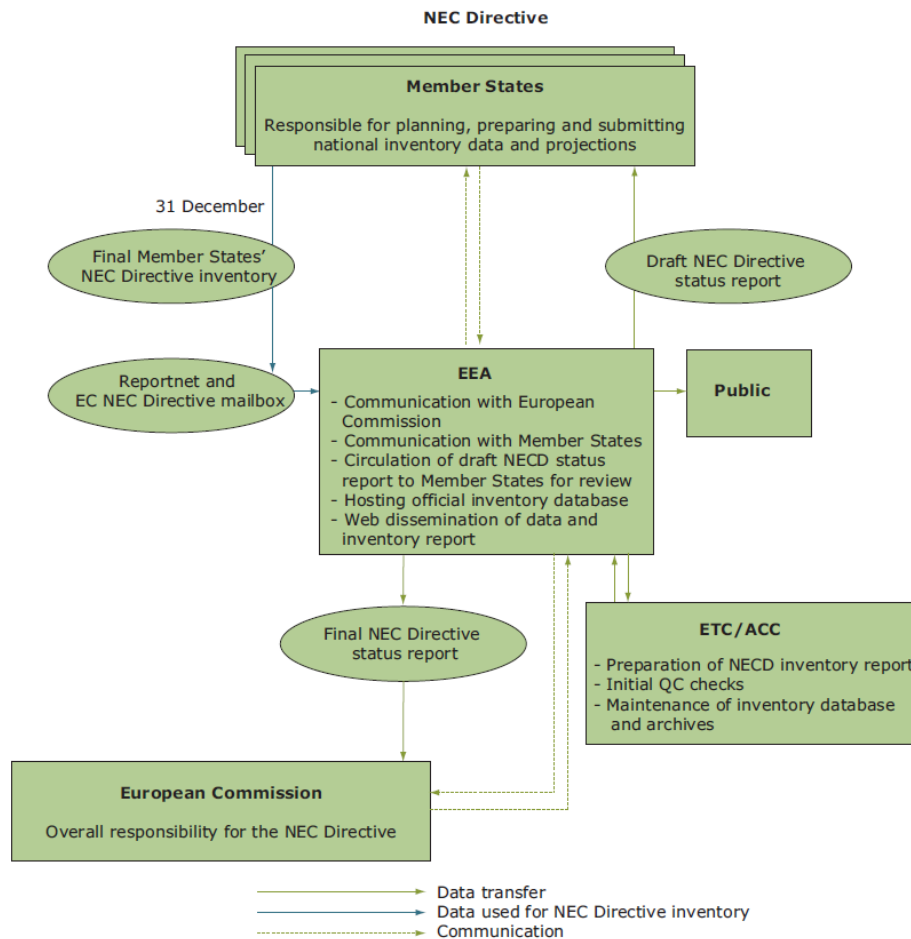 NEC Directive
Member States
Responsible for planning, preparing and submitting
national inventory data and projections
31 December
Final Member States’
NEC Directive inventory
Draft NEC Directive
status report
Reportnet and
EC NEC Directive mailbox
EEA
- Communication with European
Commission
- Communication with Member States
- Circulation of draft NECD status
report to Member States for review
- Hosting official inventory database
- Web dissemination of data and
inventory report
Public
Final NEC Directive
status report
ETC/ACC
- Preparation of NECD inventory report
- Initial QC checks
- Maintenance of inventory database
and archives
European Commission
Overall responsibility for the NEC Directive
Data transfer
Data used for NEC Directive inventory
Communication